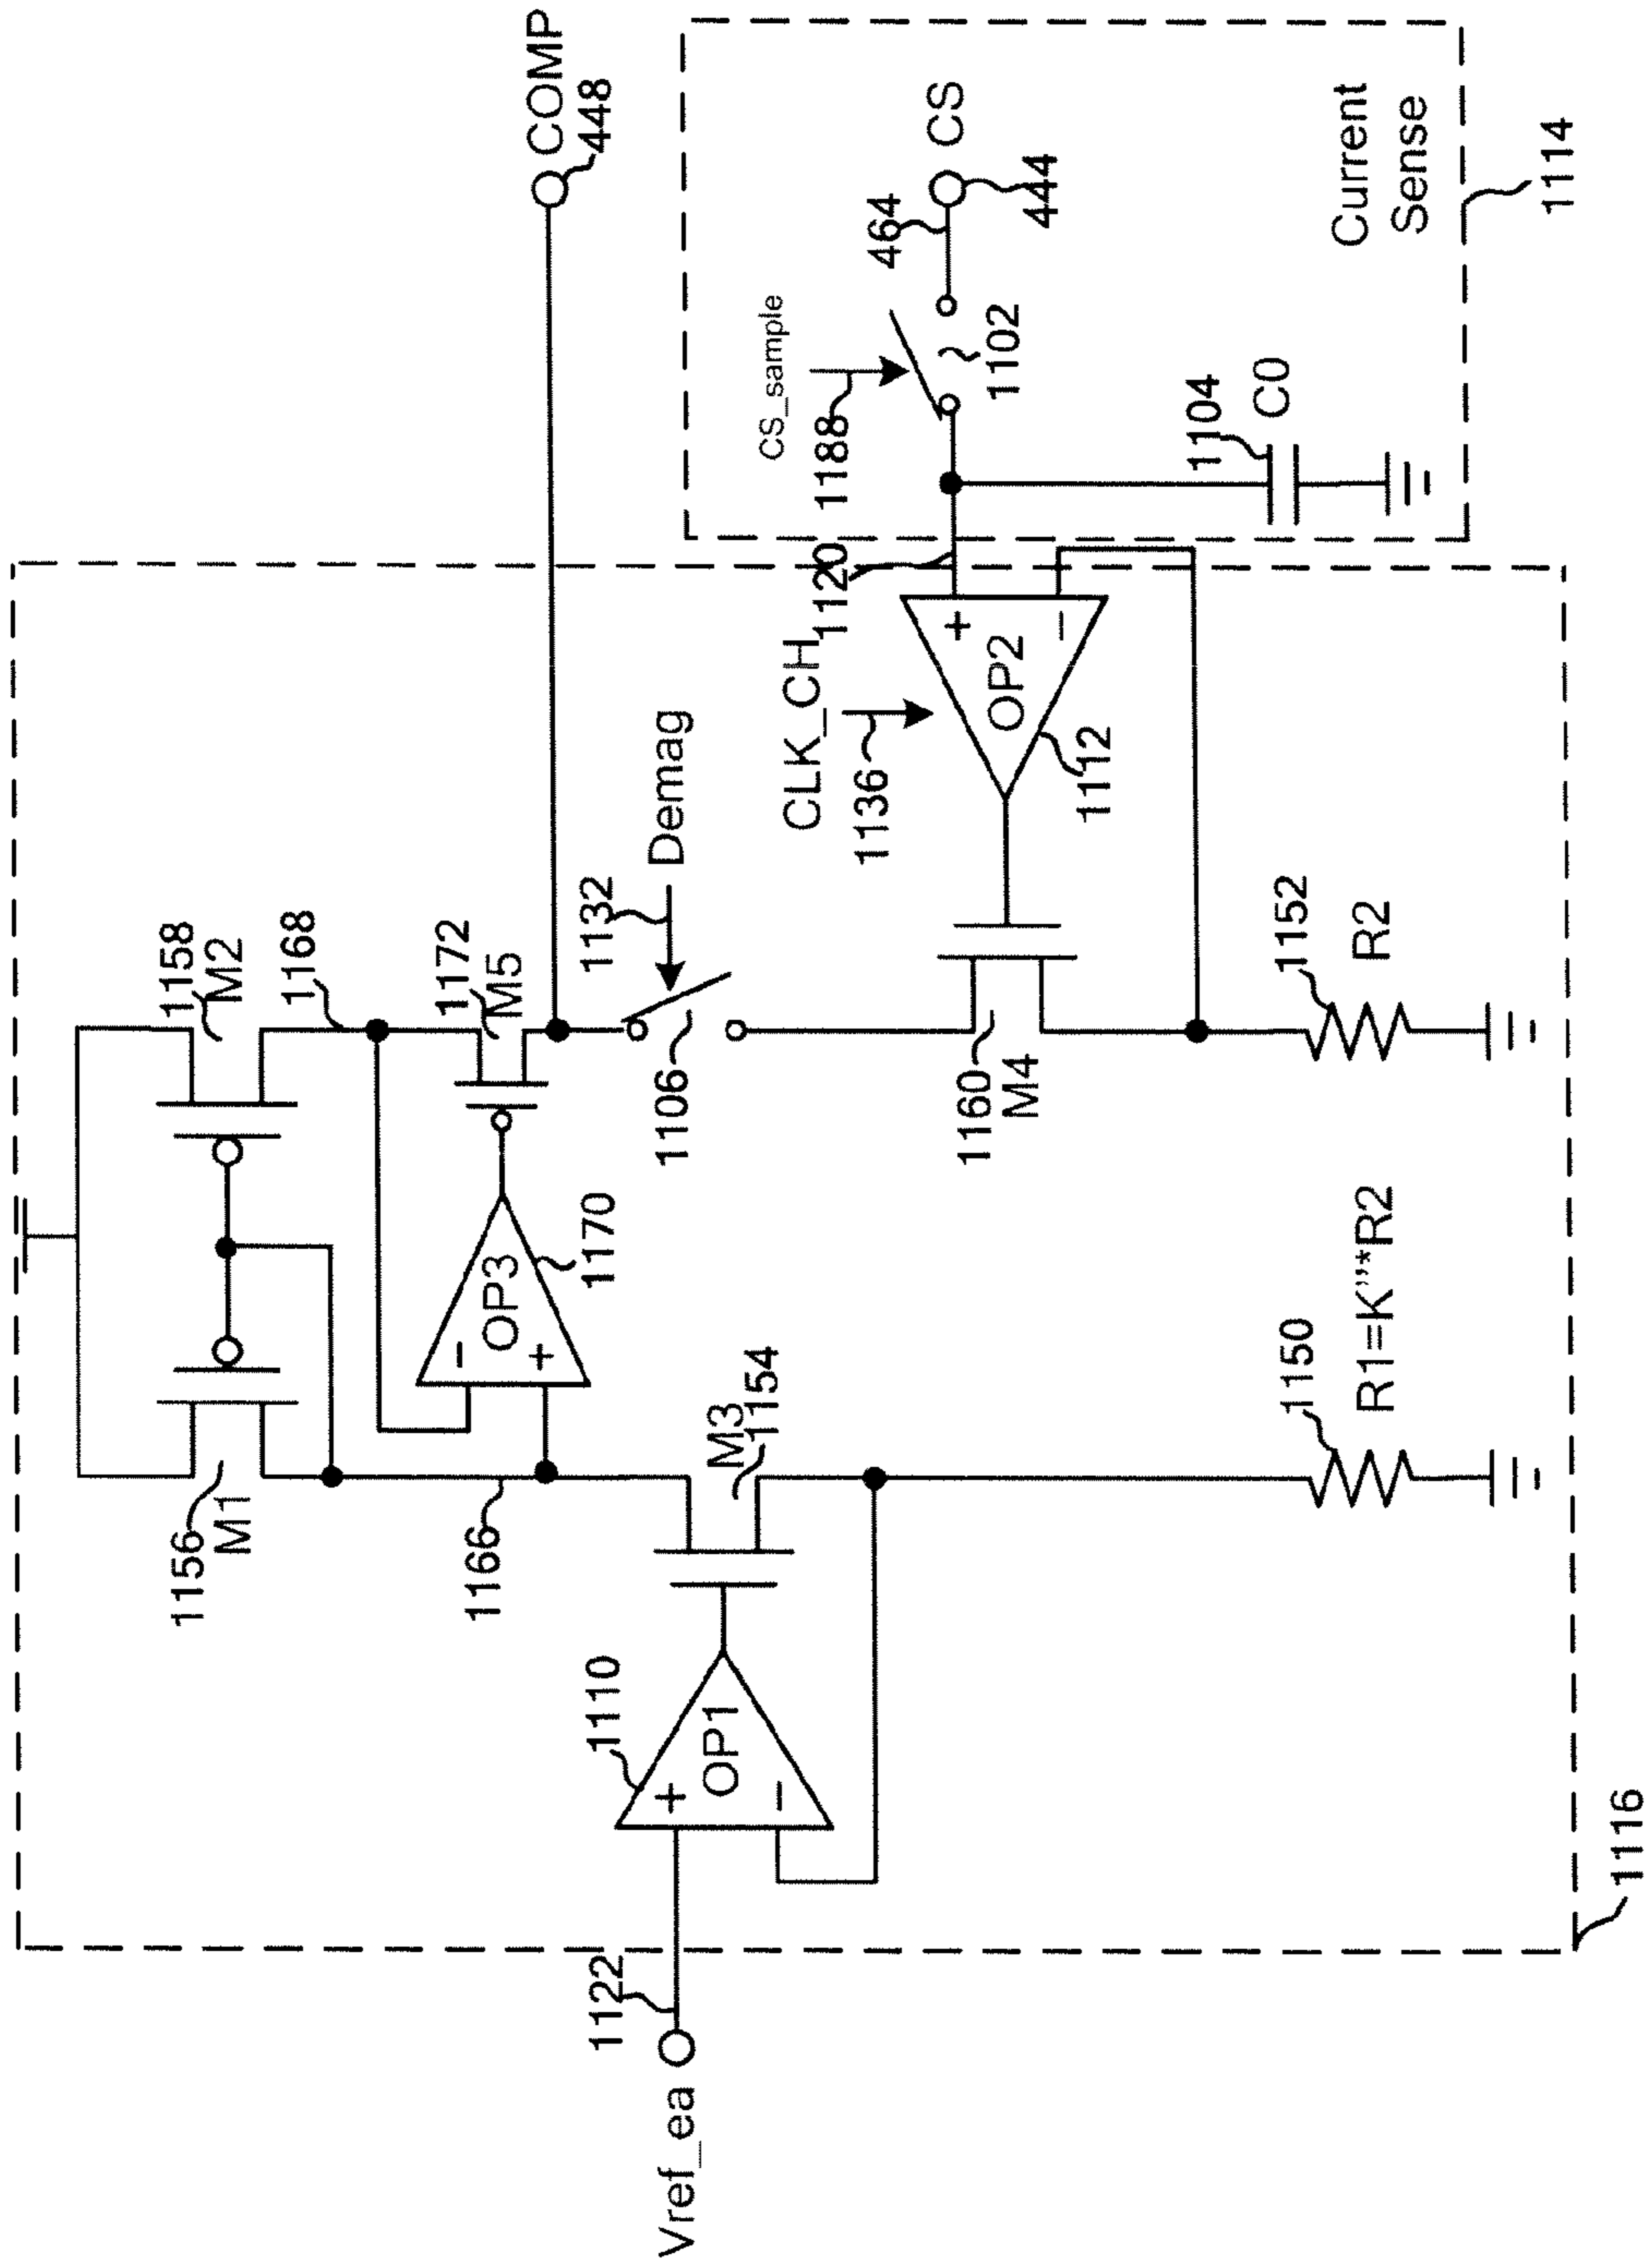 COMP
448
1158
M2
1168
1156
M1
1172
M5
1166
OP3
−
+
1170
1132
Demag
1106
M3
1154
1110
OP1
+
−
1122
Vref_ea
CLK_CH
1136
1120
OP2
+
−
1112
1160
M4
1152
R2
1150
R1=K"*R2
CS_sample
1188
464
CS
444
1102
1104
C0
Current
Sense
1114
1116